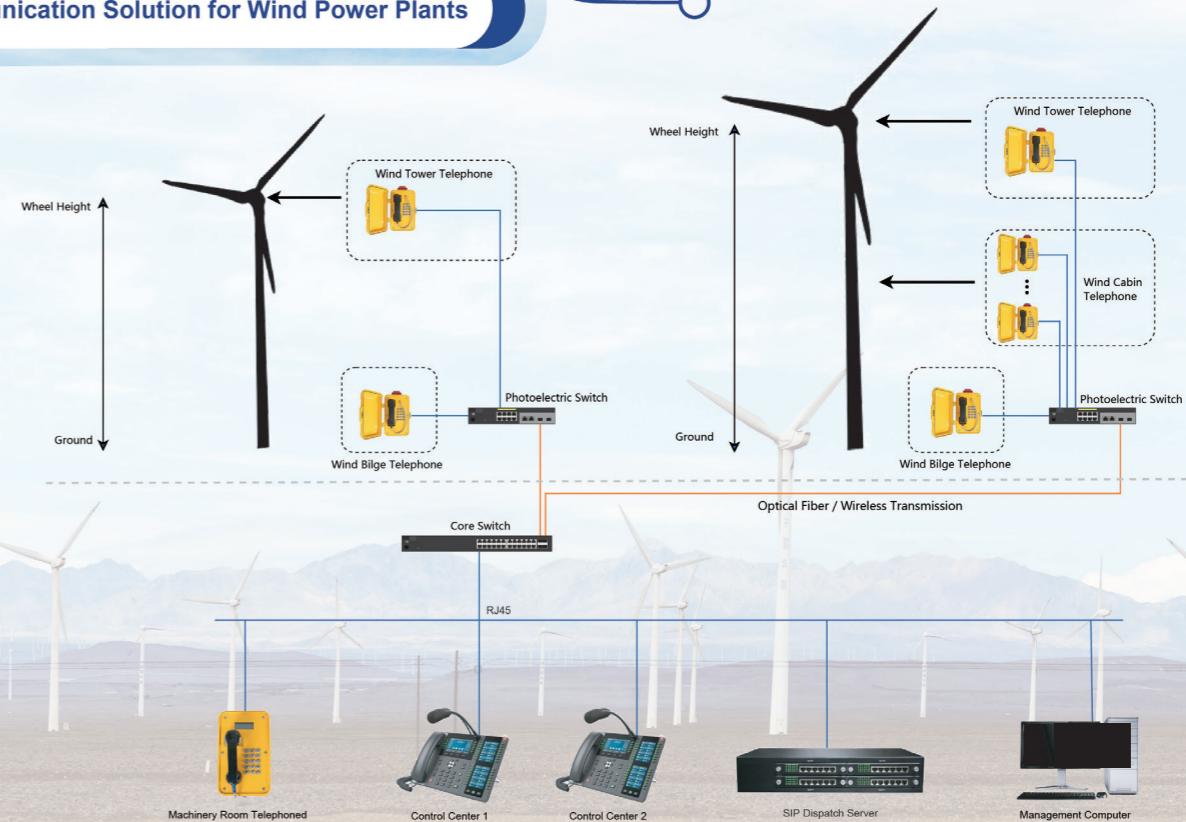 nication Solution for Wind Power Plants
Wind Tower Telephone
Wheel Height
Ground
Wind Bilge Telephone
Photoelectric Switch
Wind Tower Telephone
Wheel Height
Wind Cabin
Telephone
Ground
Wind Bilge Telephone
Photoelectric Switch
Optical Fiber / Wireless Transmission
Core Switch
RJ45
Machinery Room Telephoned
Control Center 1
Control Center 2
SIP Dispatch Server
Management Computer